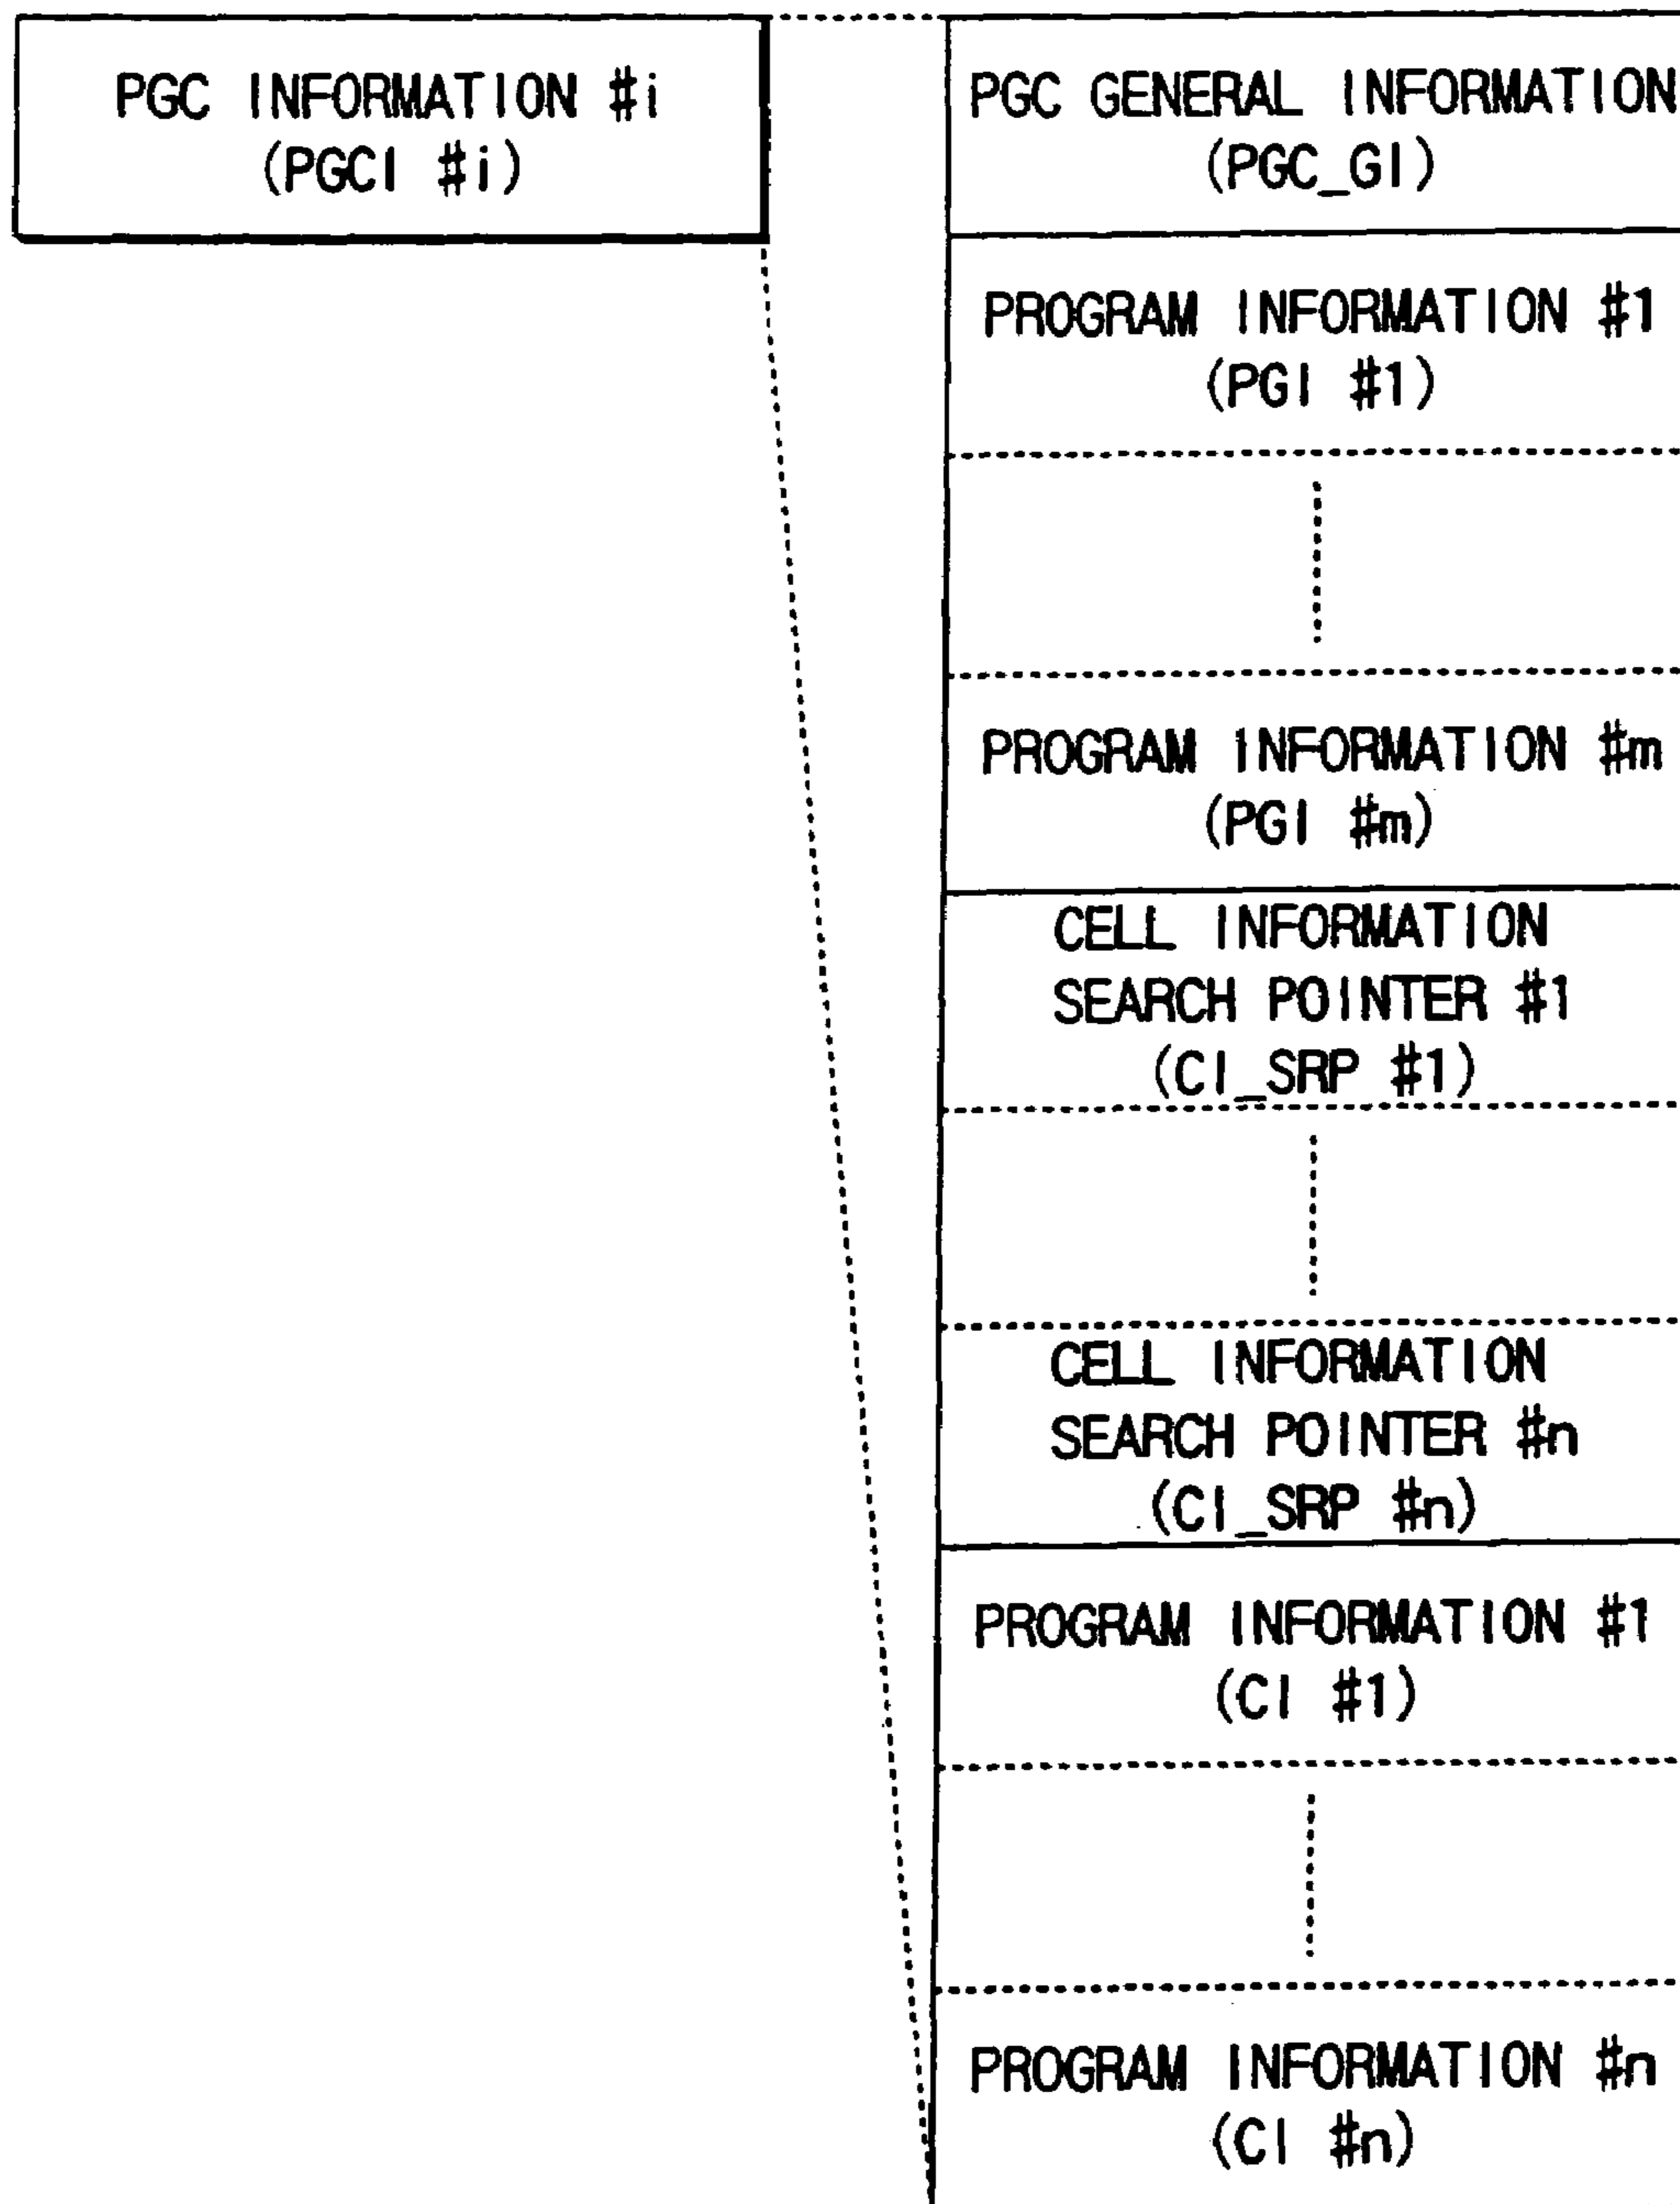 PGC INFORMATION #i
(PGCI #i)
PGC GENERAL INFORMATION
(PGC_GI)
PROGRAM INFORMATION #1
(PGI #1)
PROGRAM INFORMATION #m
(PGI #m)
CELL INFORMATION
SEARCH POINTER #1
(CI_SRP #1)
CELL INFORMATION
SEARCH POINTER #n
(CI_SRP #n)
PROGRAM INFORMATION #1
(CI #1)
PROGRAM INFORMATION #n
(CI #n)